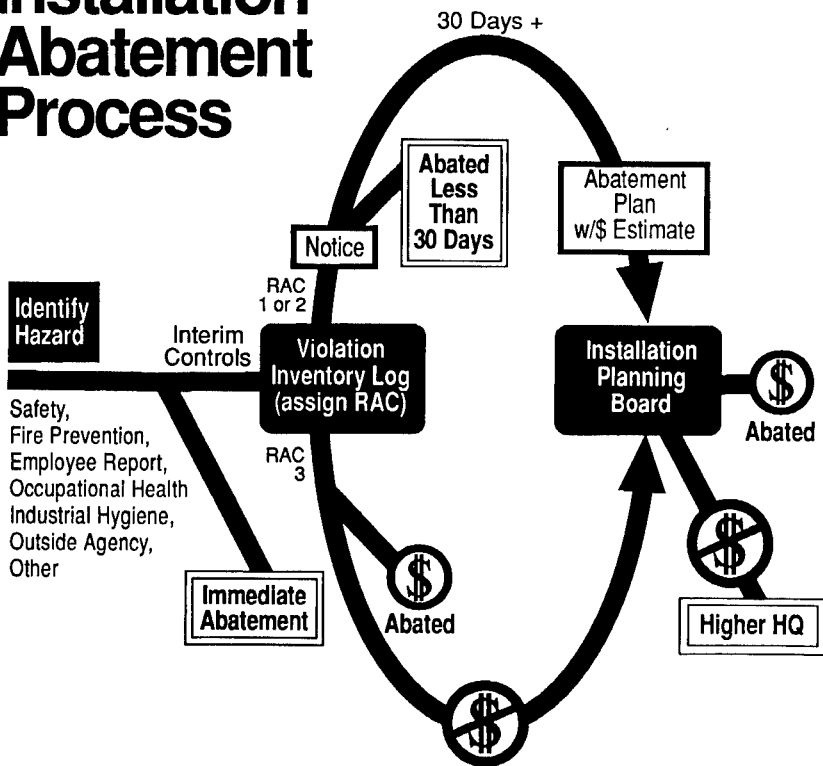 Installation
Abatement
Process
30 Days +
Abated
Less
Than
30 Days
Abatement
Plan
w/$ Estimate
Notice
RAC
1 or 2
Identify
Hazard
Interim
Controls
Violation
Inventory Log
(assign RAC)
Installation
Planning
Board
$
Abated
Safety,
Fire Prevention,
Employee Report,
Occupational Health
Industrial Hygiene,
Outside Agency,
Other
RAC
3
$
Abated
$
Immediate
Abatement
Higher HQ
$